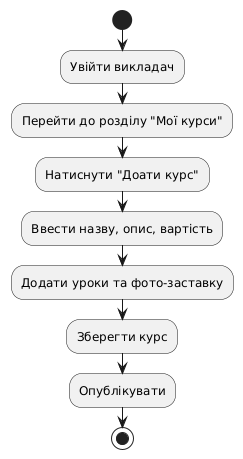 Увійти викладач
Перейти до розділу "Мої курси"
Натиснути "Доати курс"
Ввести назву, опис, вартість
Додати уроки та фото-заставку
Зберегти курс
Опублікувати